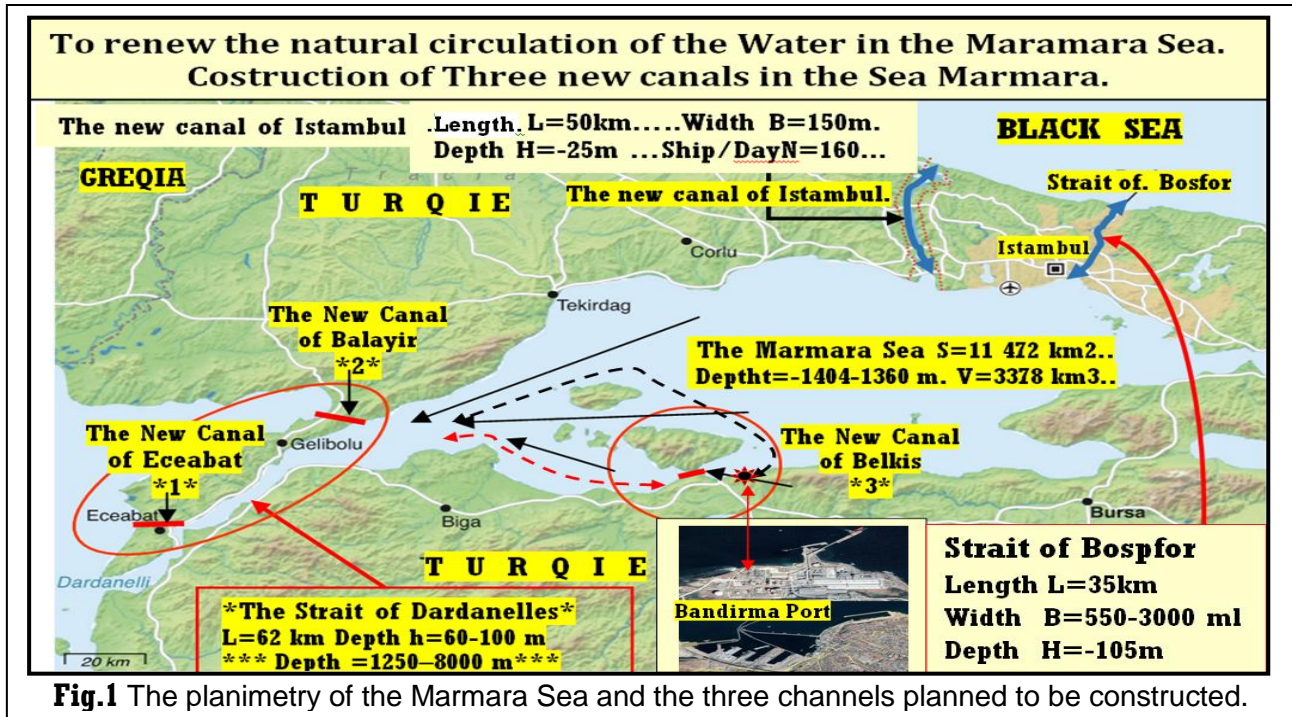 To renew the natural circulation of the Water in the Maramara Sea.
Costruction of Three new canals in the Sea Marmara.
The new canal of Istambul .Length. L=50km.....Width B=150m.
Depth H=-25m ...Ship/DayN=160...
BLACK SEA
GREQIA
T r a c i a
T U R Q I E
The new canal of Istambul.
Strait of. Bosfor
Istambul
Corlu
Tekirdag
The New Canal
of Balayir
*2*
The Marmara Sea S=11 472 km2..
Deptht=-1404-1360 m. V=3378 km3..
The New Canal
of Eceabat
*1*
Gelibolu
The New Canal
of Belkis
*3*
Eceabat
Biga
Bursa
Dardanelli
T U R Q I E
*The Strait of Dardanelles*
L=62 km Depth h=60-100 m
*** Depth =1250–8000 m***
20 km
Bandirma Port
Strait of Bospfor
Length L=35km
Width B=550-3000 ml
Depth H=-105m
Fig.1 The planimetry of the Marmara Sea and the three channels planned to be constructed.